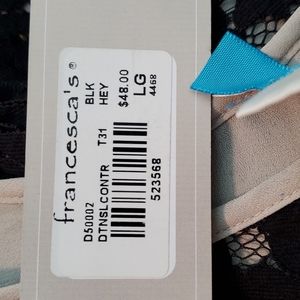 francesca's®
BLK
HEY
$48.00
LG
4468
D50002
DTNSLCONTR T31
523568